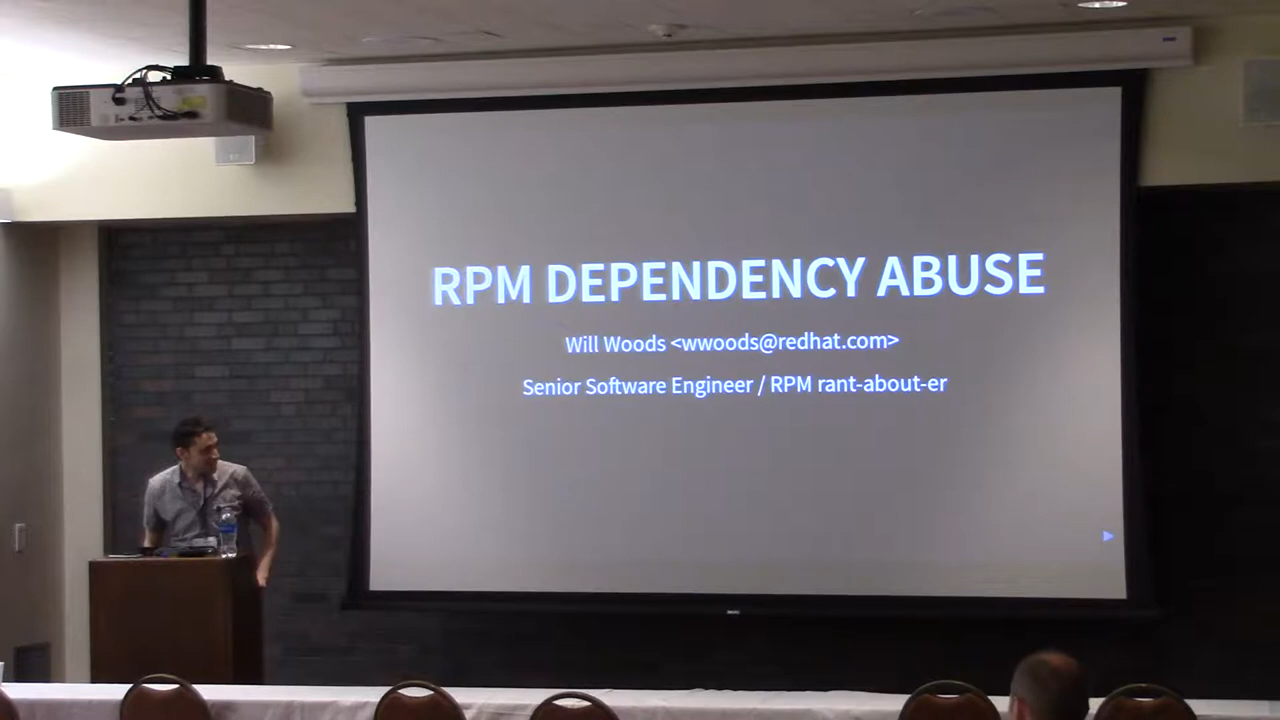 RPM DEPENDENCY ABUSE
Will Woods <wwoods@redhat.com>
Senior Software Engineer / RPM rant-about-er